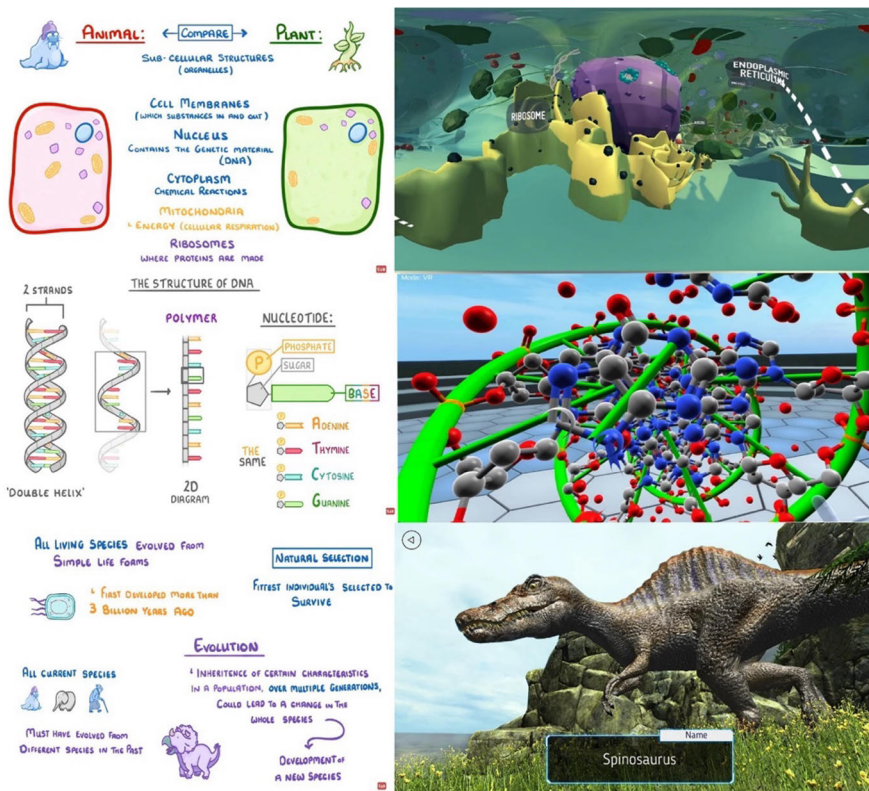 ANIMAL:
COMPARE
PLANT:
SUB-CELLULAR STRUCTURES
(ORGANELLES)
CELL MEMBRANES
(WHICH SUBSTANCES IN AND OUT)
NUCLEUS
CONTAINS THE GENETIC MATERIAL
(DNA)
CYTOPLASM
CHEMICAL REACTIONS
MITOCHONDRIA
ENERGY (CELLULAR RESPIRATION)
RIBOSOMES
WHERE PROTEINS ARE MADE
RIBOSOME
ENDOPLASMIC
RETICULUM
2 STRANDS
THE STRUCTURE OF DNA
POLYMER
NUCLEOTIDE:
P
PHOSPHATE
SUGAR
BASE
THE
SAME
ADENINE
THYMINE
CYTOSINE
GUANINE
'DOUBLE HELIX'
2D
DIAGRAM
Mode: VR
ALL LIVING SPECIES EVOLVED FROM
SIMPLE LIFE FORMS
FIRST DEVELOPED MORE THAN
3 BILLION YEARS AGO
NATURAL SELECTION
FITTEST INDIVIDUAL'S SELECTED TO
SURVIVE
EVOLUTION
INHERITENCE OF CERTAIN CHARACTERISTICS
IN A POPULATION, OVER MULTIPLE GENERATIONS,
COULD LEAD TO A CHANGE IN THE
WHOLE SPECIES
DEVELOPMENT OF
A NEW SPECIES
ALL CURRENT SPECIES
MUST HAVE EVOLVED FROM
DIFFERENT SPECIES IN THE PAST
Name
Spinosaurus